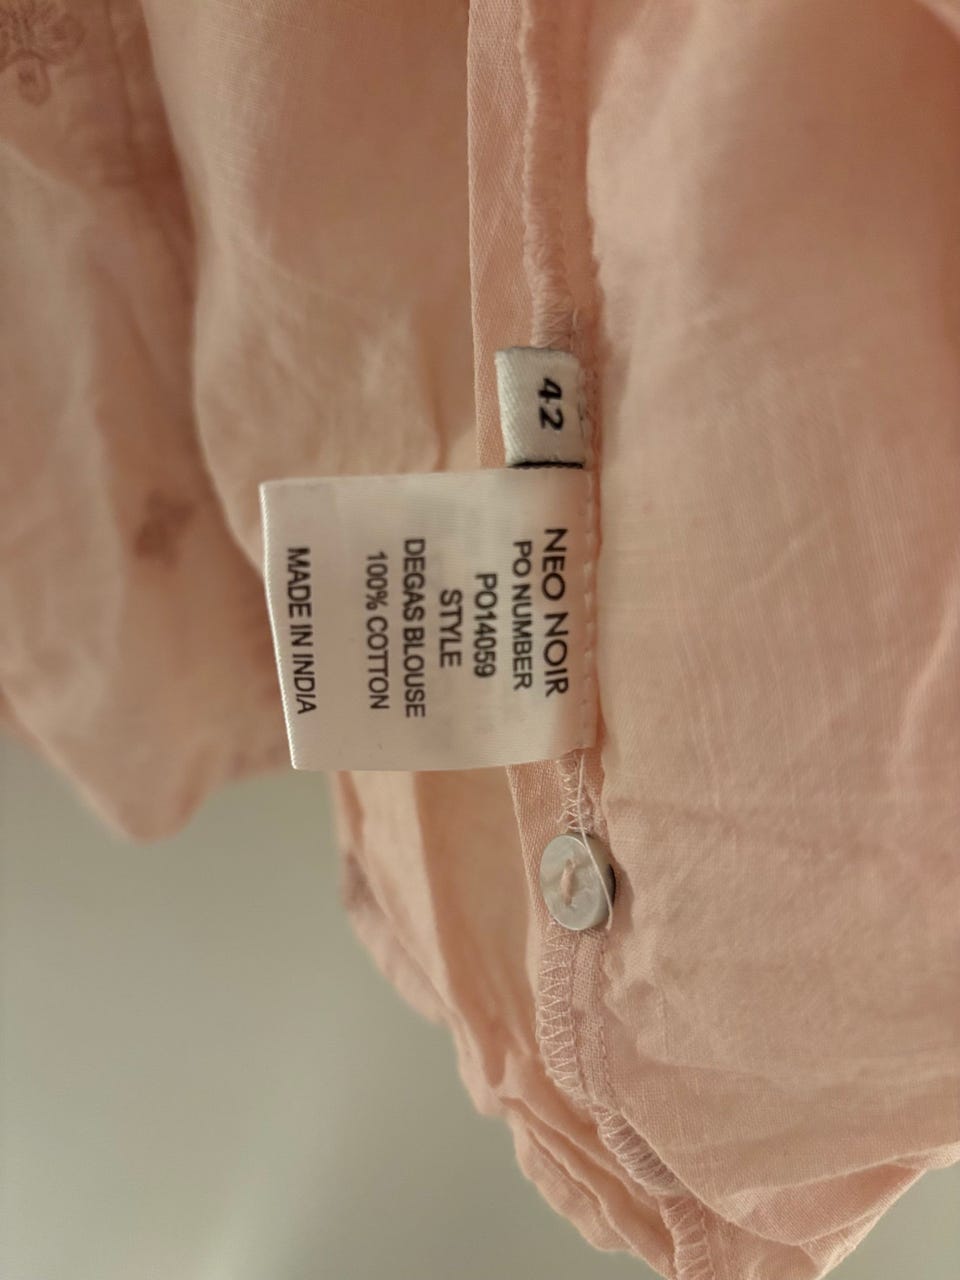 42
NEO NOIR
PO NUMBER
PO14059
STYLE
DEGAS BLOUSE
100% COTTON
MADE IN INDIA